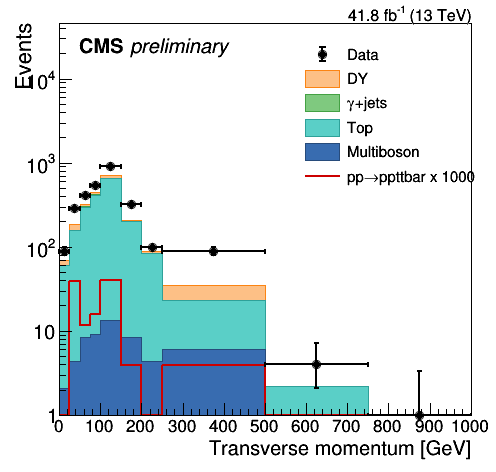 41.8 fb⁻¹ (13 TeV)
CMS preliminary
Events
Data
DY
γ+jets
Top
Multiboson
pp→ppttbar x 1000
10⁴
10³
10²
10
1
0 100 200 300 400 500 600 700 800 900 1000
Transverse momentum [GeV]